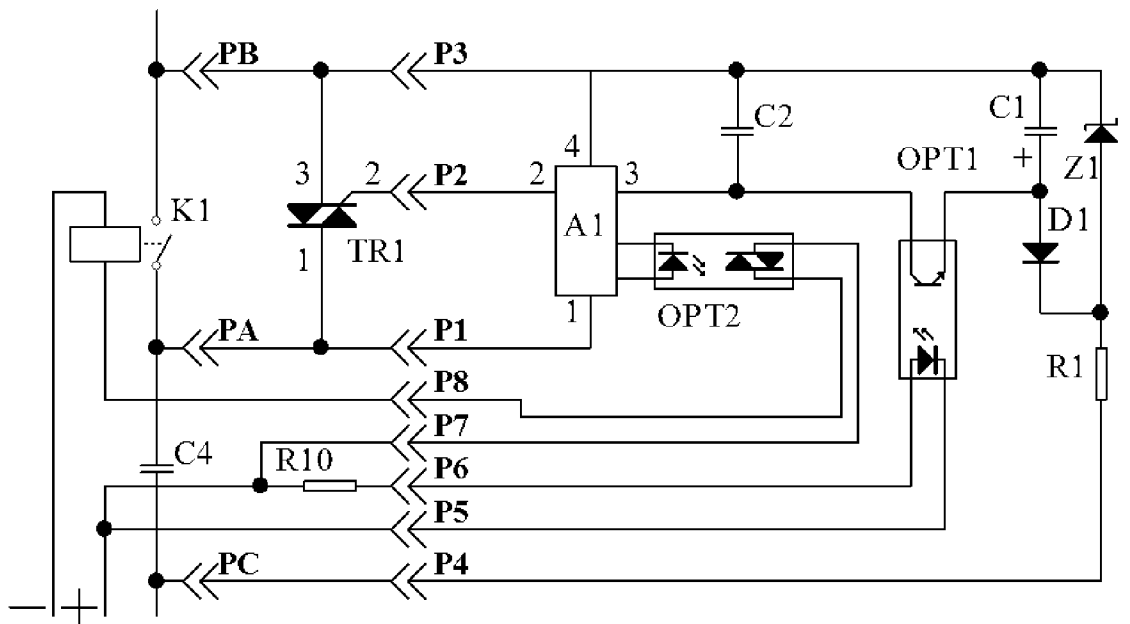 PB P3
C2 C1
4 OPT1
3 2 P2 2 3 + Z1
K1 A1 D1
TR1
1 OPT2
PA P1 1
P8 R1
P7
C4 R10 P6
P5
PC P4
− +